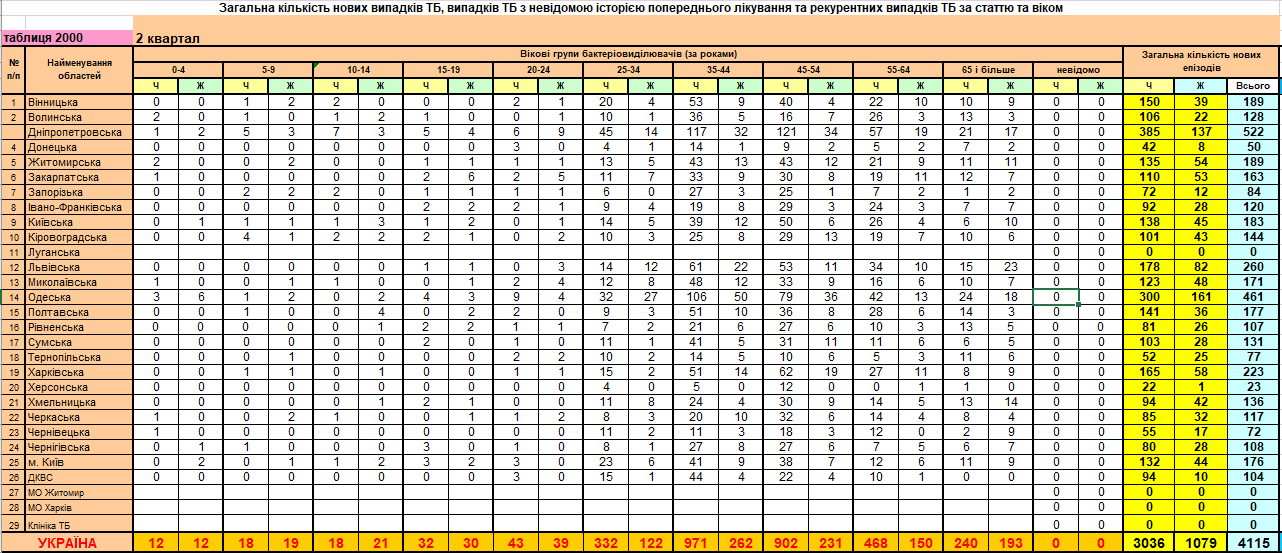 Загальна кількість нових випадків ТБ, випадків ТБ з невідомою історією попереднього лікування та рекурентних випадків ТБ за статтю та віком
таблиця 2000 2 квартал
№ п/п Найменування областей Вікові групи бактеріовиділювачів (за роками) Загальна кількість нових епізодів
0-4 5-9 10-14 15-19 20-24 25-34 35-44 45-54 55-64 65 і більше невідомо
Ч Ж Ч Ж Ч Ж Ч Ж Ч Ж Ч Ж Ч Ж Ч Ж Ч Ж Ч Ж Ч Ж Ч Ж Всього
1 Вінницька 0 0 1 2 2 0 0 0 2 1 20 4 53 9 40 4 22 10 10 9 0 0 150 39 189
2 Волинська 2 0 1 0 1 2 1 0 0 1 10 1 36 5 16 7 26 3 13 3 0 0 106 22 128
Дніпропетровська 1 2 5 3 7 3 5 4 6 9 45 14 117 32 121 34 57 19 21 17 0 0 385 137 522
4 Донецька 0 0 0 0 0 0 0 0 3 0 4 1 14 1 9 2 5 2 7 2 0 0 42 8 50
5 Житомирська 2 0 0 2 0 0 1 1 1 1 13 5 43 13 43 12 21 9 11 11 0 0 135 54 189
6 Закарпатська 1 0 0 0 0 0 2 6 2 5 11 7 33 9 30 8 19 11 12 7 0 0 110 53 163
7 Запорізька 0 0 2 2 2 0 1 1 1 1 6 0 27 3 25 1 7 2 1 2 0 0 72 12 84
8 Івано-Франківська 0 0 0 0 0 0 2 2 2 1 9 4 19 8 29 3 24 3 7 7 0 0 92 28 120
9 Київська 0 1 1 1 1 3 1 2 0 1 14 5 39 12 50 6 26 4 6 10 0 0 138 45 183
10 Кіровоградська 0 0 4 1 2 2 2 1 0 2 10 3 25 8 29 13 19 7 10 6 0 0 101 43 144
11 Луганська 0 0 0 0 0
12 Львівська 0 0 0 0 0 0 1 1 0 3 14 12 61 22 53 11 34 10 15 23 0 0 178 82 260
13 Миколаївська 1 0 0 1 1 0 0 1 2 4 12 8 48 12 33 9 16 6 10 7 0 0 123 48 171
14 Одеська 3 6 1 2 0 2 4 3 9 4 32 27 106 50 79 36 42 13 24 18 0 0 300 161 461
15 Полтавська 0 0 1 0 0 4 0 2 2 0 9 3 51 10 36 8 28 6 14 3 0 0 141 36 177
16 Рівненська 0 0 0 0 0 1 2 2 1 1 7 2 21 6 27 6 10 3 13 5 0 0 81 26 107
17 Сумська 0 0 0 0 0 0 2 0 1 0 11 1 41 5 31 11 11 6 6 5 0 0 103 28 131
18 Тернопільська 0 0 0 1 0 0 0 0 2 2 10 2 14 5 10 6 5 3 11 6 0 0 52 25 77
19 Харківська 0 0 1 1 0 1 0 0 1 1 15 2 51 14 62 19 27 11 8 9 0 0 165 58 223
20 Херсонська 0 0 0 0 0 0 0 0 0 0 4 0 5 0 12 0 0 1 1 0 0 0 22 1 23
21 Хмельницька 0 0 0 0 0 1 2 1 0 0 11 8 24 4 30 9 14 5 13 14 0 0 94 42 136
22 Черкаська 1 0 0 2 1 0 0 1 1 2 8 3 20 10 32 6 14 4 8 4 0 0 85 32 117
23 Чернівецька 1 0 0 0 0 0 0 0 0 0 11 2 11 3 18 3 12 0 2 9 0 0 55 17 72
24 Чернігівська 0 1 1 0 0 0 3 0 1 0 8 1 27 8 27 6 7 5 6 7 0 0 80 28 108
25 м. Київ 0 2 0 1 1 2 3 2 3 0 23 6 41 9 38 7 12 6 11 9 0 0 132 44 176
26 ДКВС 0 0 0 0 0 0 0 0 3 0 15 1 44 4 22 4 10 1 0 0 0 0 94 10 104
27 МО Житомир 0 0 0 0 0
28 МО Харків 0 0 0 0 0
29 Клініка ТБ 0 0 0 0 0
УКРАЇНА 12 12 18 19 18 21 32 30 43 39 332 122 971 262 902 231 468 150 240 193 0 0 3036 1079 4115